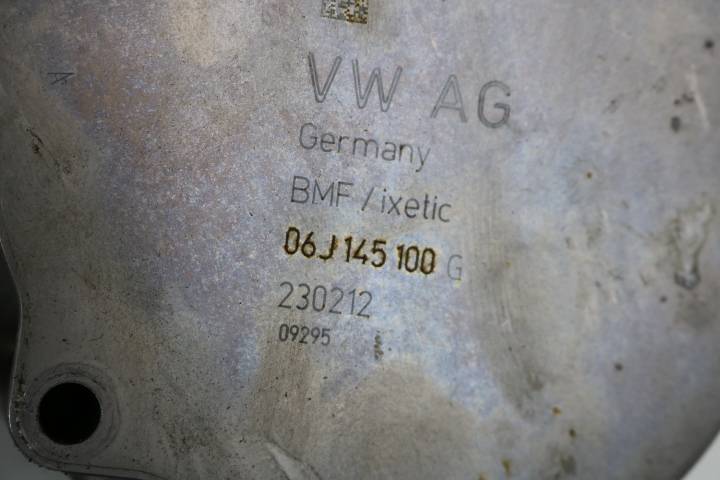 VW AG
Germany
BMF / ixetic
06J 145 100 G
230212
09295